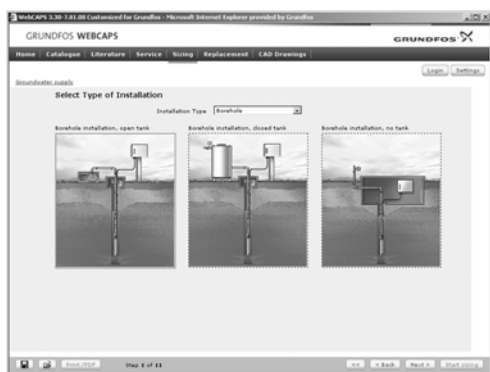 WebCAPS 3.30-7.01.08 Customized for Grundfos - Microsoft Internet Explorer provided by Grundfos
GRUNDFOS WEBCAPS
GRUNDFOS
Home Catalogue Literature Service Sizing Replacement CAD Drawings
Login Settings
Groundwater supply
Select Type of Installation
Installation Type Borehole
Borehole installation, open tank Borehole installation, closed tank Borehole installation, no tank
Print/PDF Step 1 of 11 << < Back Next > Start sizing